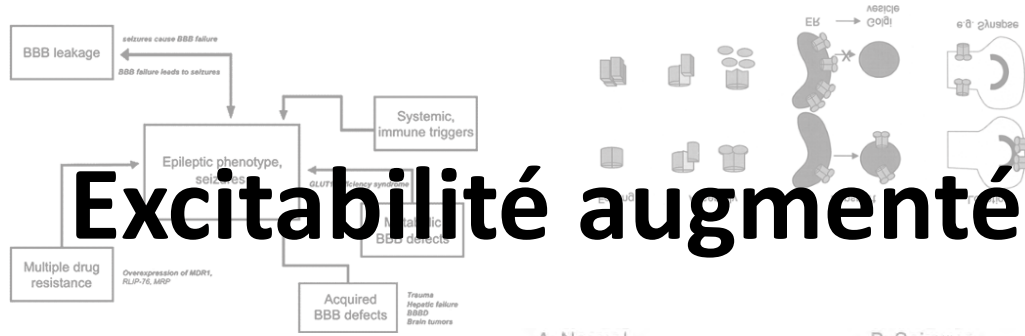 BBB leakage
seizures cause BBB failure
BBB failure leads to seizures
Systemic,
immune triggers
Epileptic phenotype,
seizures
Excitabilité augmenté
BBB defects
Multiple drug
resistance
Overexpression of MDR1,
RLIP-76, MRP
Acquired
BBB defects
Trauma
Hepatic failure
BBBD
Brain tumors
ER
Golgi
vesicle
e.g. Synapse